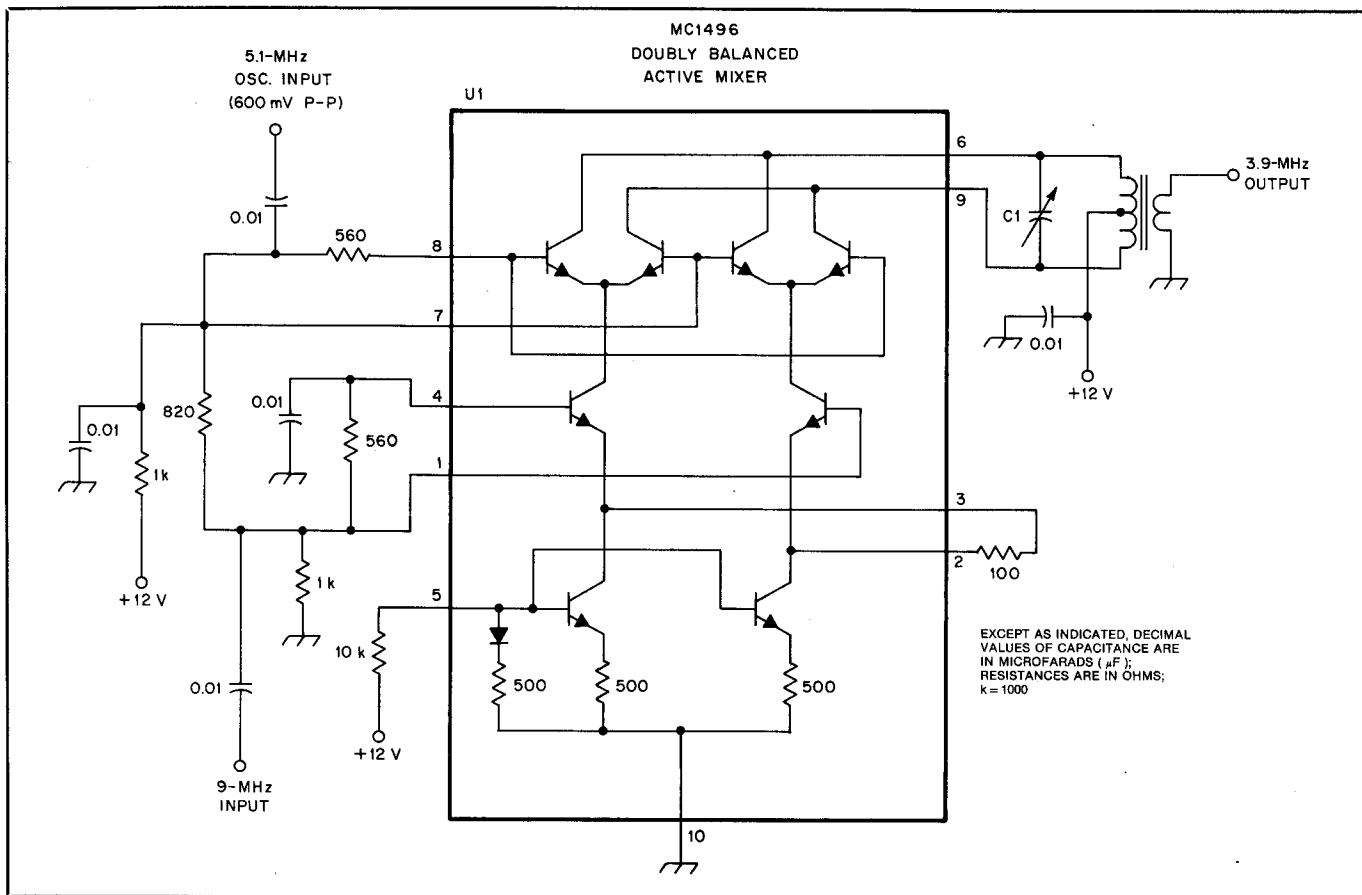 MC1496
DOUBLY BALANCED
ACTIVE MIXER
5.1-MHz
OSC. INPUT
(600 mV P-P)
U1
0.01
560
8
7
6
9
C1
3.9-MHz
OUTPUT
0.01
+12 V
820
0.01
1k
+12 V
0.01
560
4
1
3
2
100
1k
5
10 k
+12 V
500
500
500
0.01
9-MHz
INPUT
10
EXCEPT AS INDICATED, DECIMAL
VALUES OF CAPACITANCE ARE
IN MICROFARADS ( µF );
RESISTANCES ARE IN OHMS;
k = 1000